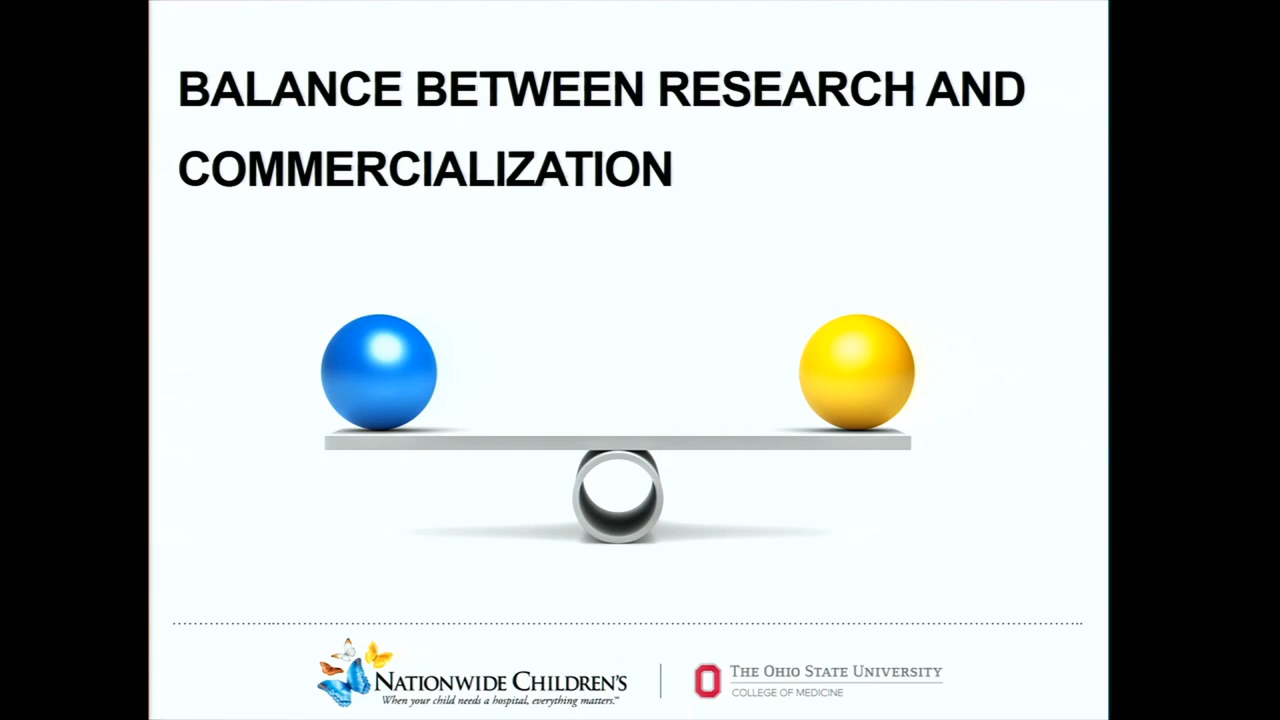 BALANCE BETWEEN RESEARCH AND
COMMERCIALIZATION
NATIONWIDE CHILDREN'S
When your child needs a hospital, everything matters.™
THE OHIO STATE UNIVERSITY
COLLEGE OF MEDICINE